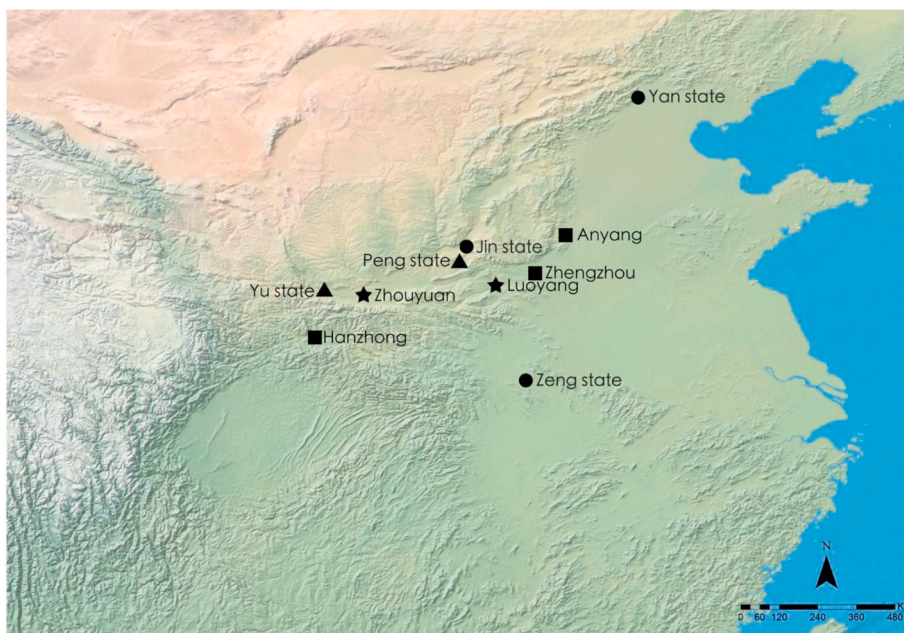 Yan state
Anyang
Jin state
Peng state
Zhengzhou
Luoyang
Yu state
Zhouyuan
Hanzhong
Zeng state
N
0 60 120 240 360 480
K